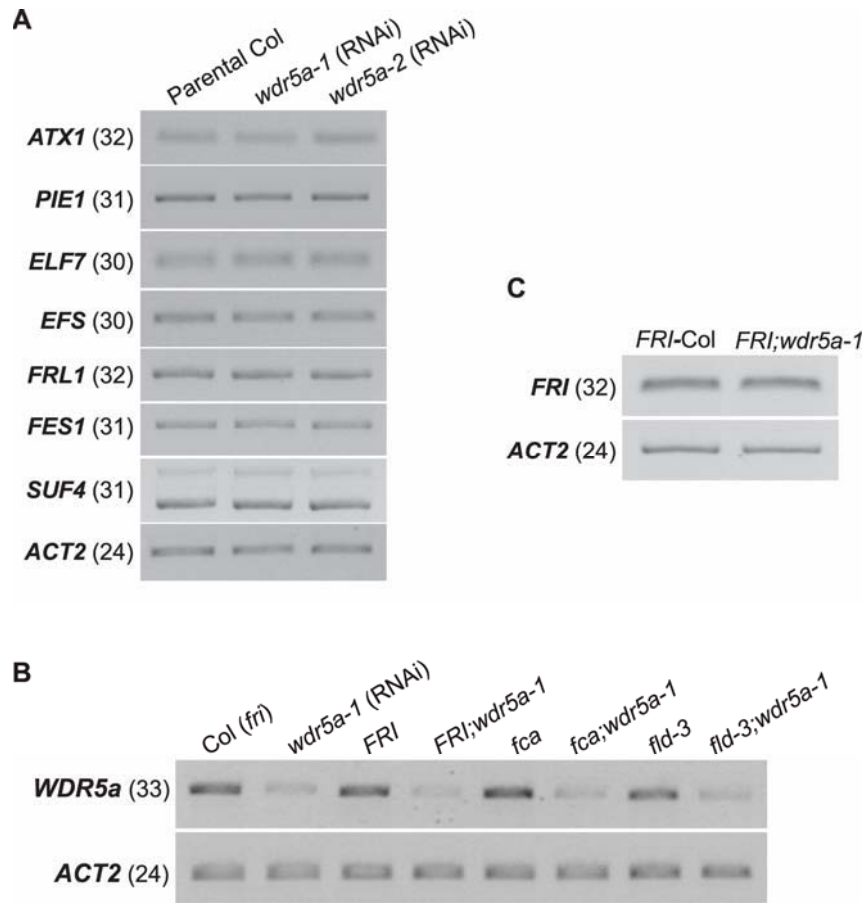 A
Parental Col
wdr5a-1 (RNAi)
wdr5a-2 (RNAi)
ATX1 (32)
PIE1 (31)
ELF7 (30)
EFS (30)
FRL1 (32)
FES1 (31)
SUF4 (31)
ACT2 (24)
C
FRI-Col
FRI;wdr5a-1
FRI (32)
ACT2 (24)
B
Col (fri)
wdr5a-1 (RNAi)
FRI
FRI;wdr5a-1
fca
fca;wdr5a-1
fld-3
fld-3;wdr5a-1
WDR5a (33)
ACT2 (24)